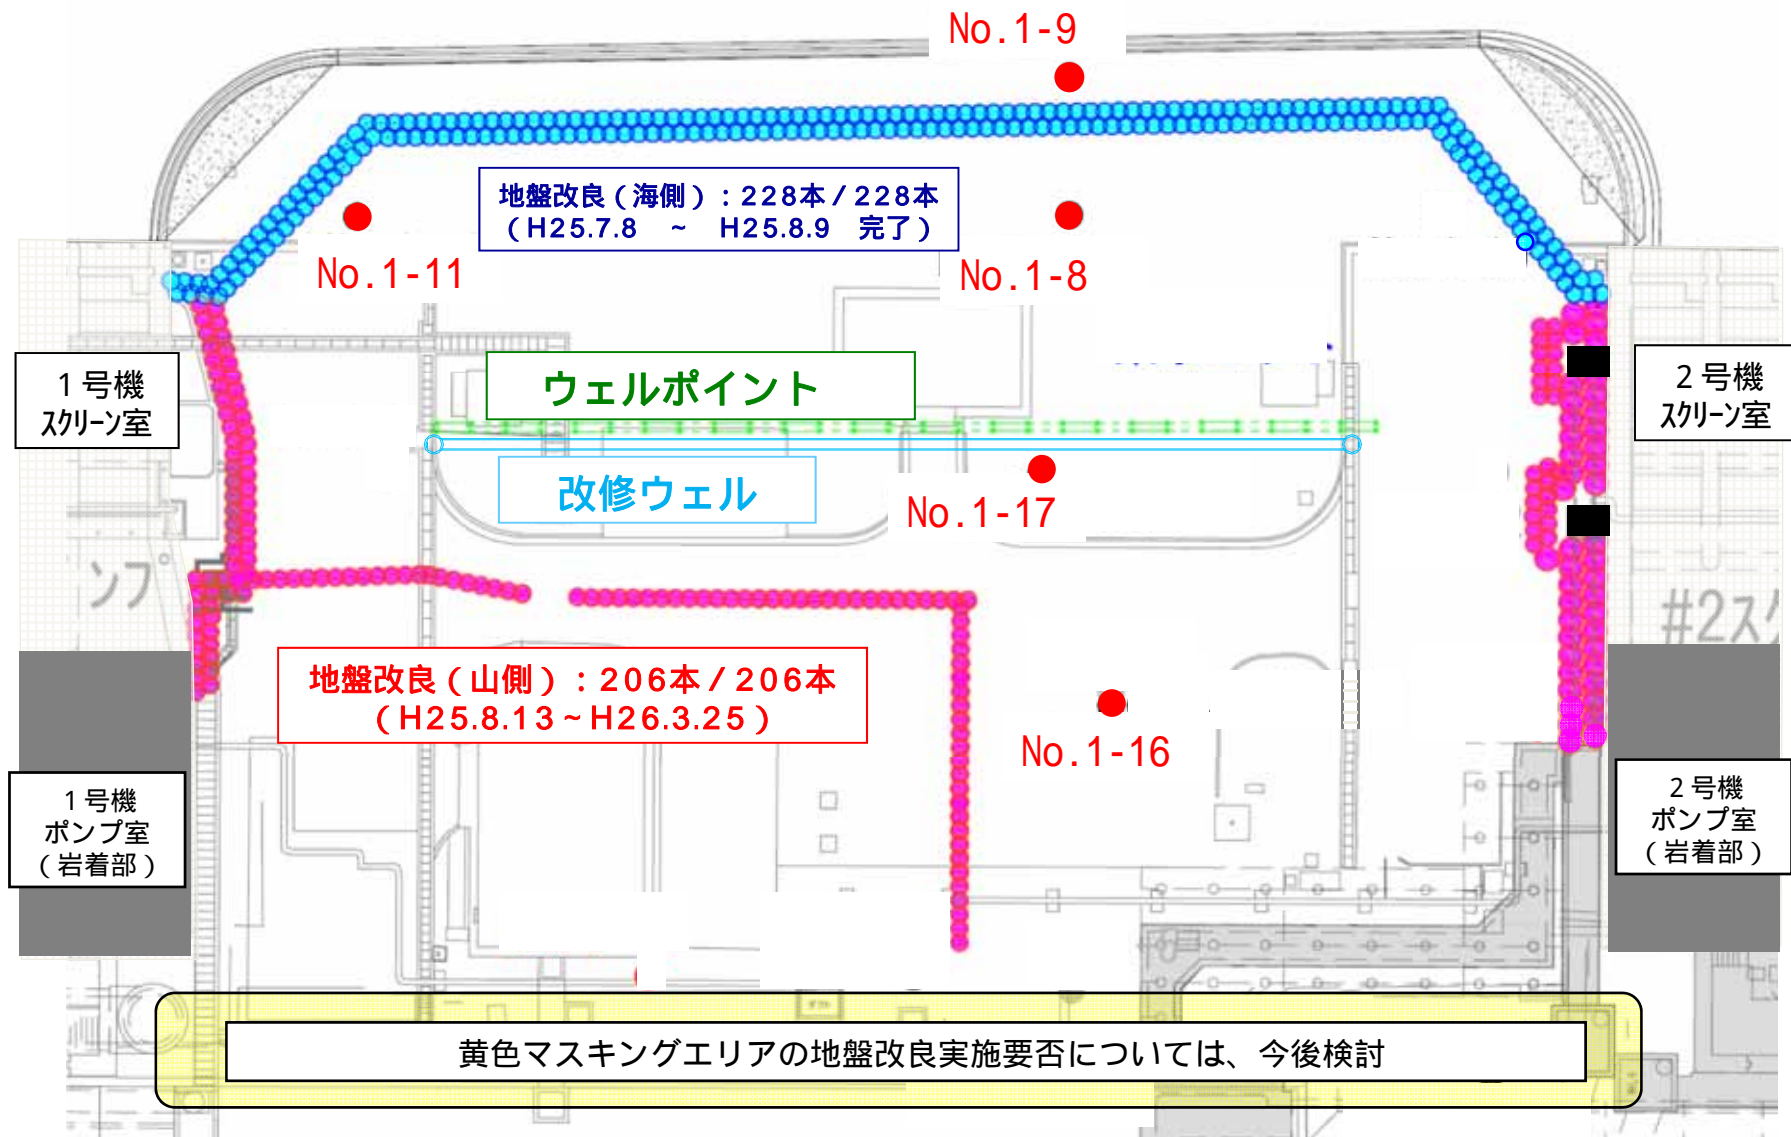 No.1-9
地盤改良（海側）：228本／228本
（H25.7.8　～　H25.8.9　完了）
No.1-11
No.1-8
1号機
スクリーン室
ウェルポイント
2号機
スクリーン室
改修ウェル
No.1-17
ンプ
#2スク
地盤改良（山側）：206本／206本
（H25.8.13～H26.3.25）
No.1-16
1号機
ポンプ室
（岩着部）
2号機
ポンプ室
（岩着部）
黄色マスキングエリアの地盤改良実施要否については、今後検討